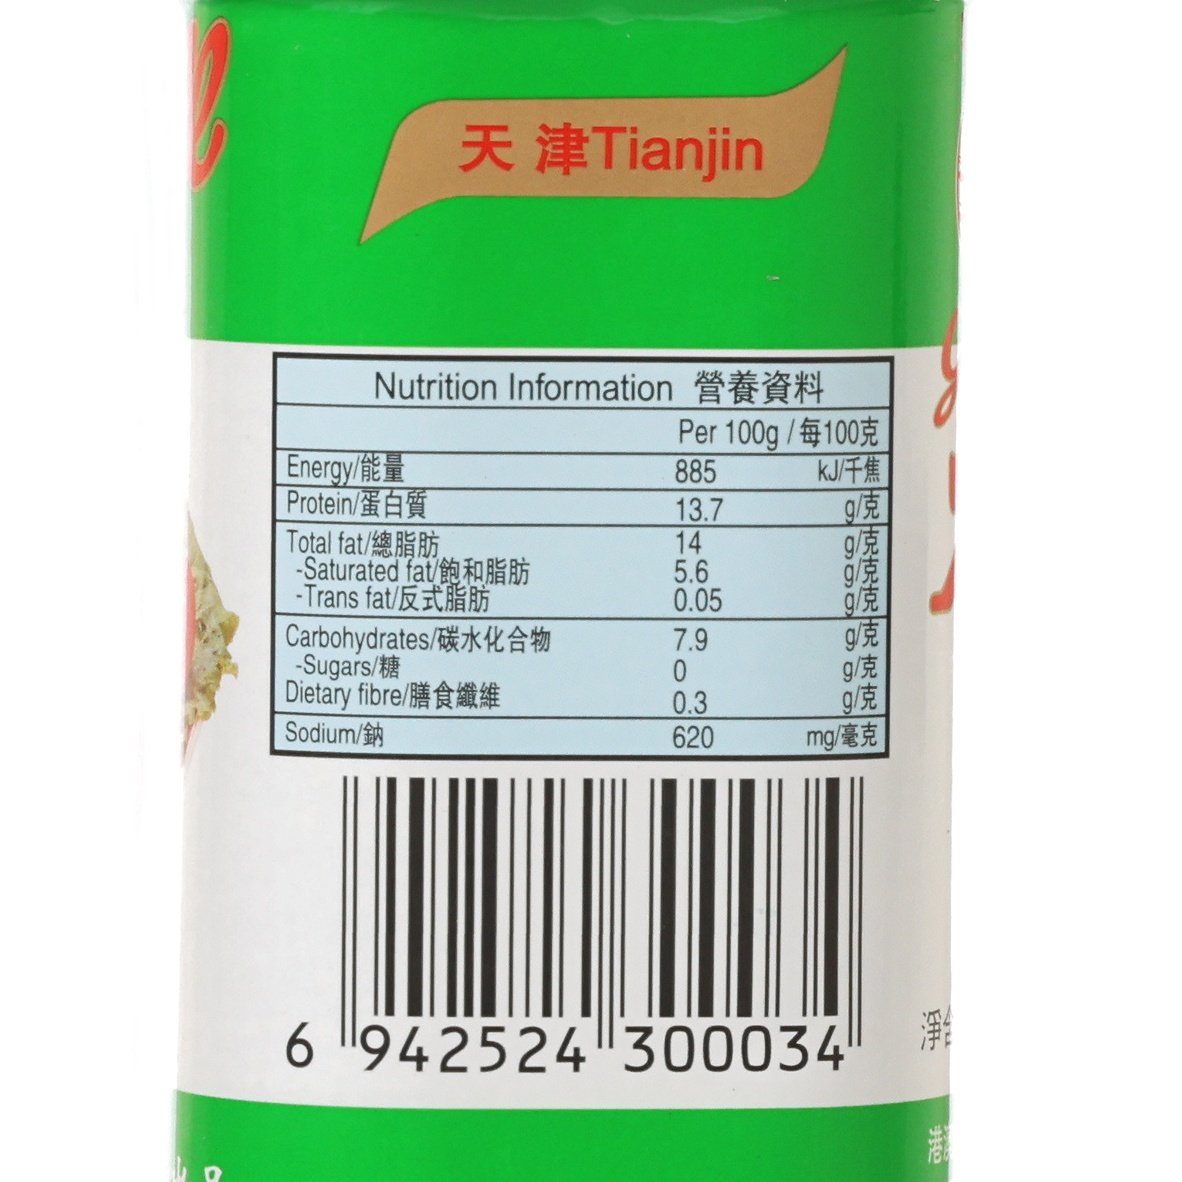 天 津Tianjin
Nutrition Information 營養資料
Per 100g / 每100克
Energy/能量 885 kJ/千焦
Protein/蛋白質 13.7 g/克
Total fat/總脂肪 14 g/克
-Saturated fat/飽和脂肪 5.6 g/克
-Trans fat/反式脂肪 0.05 g/克
Carbohydrates/碳水化合物 7.9 g/克
-Sugars/糖 0 g/克
Dietary fibre/膳食纖維 0.3 g/克
Sodium/鈉 620 mg/毫克
6 942524 300034
淨含
港澳